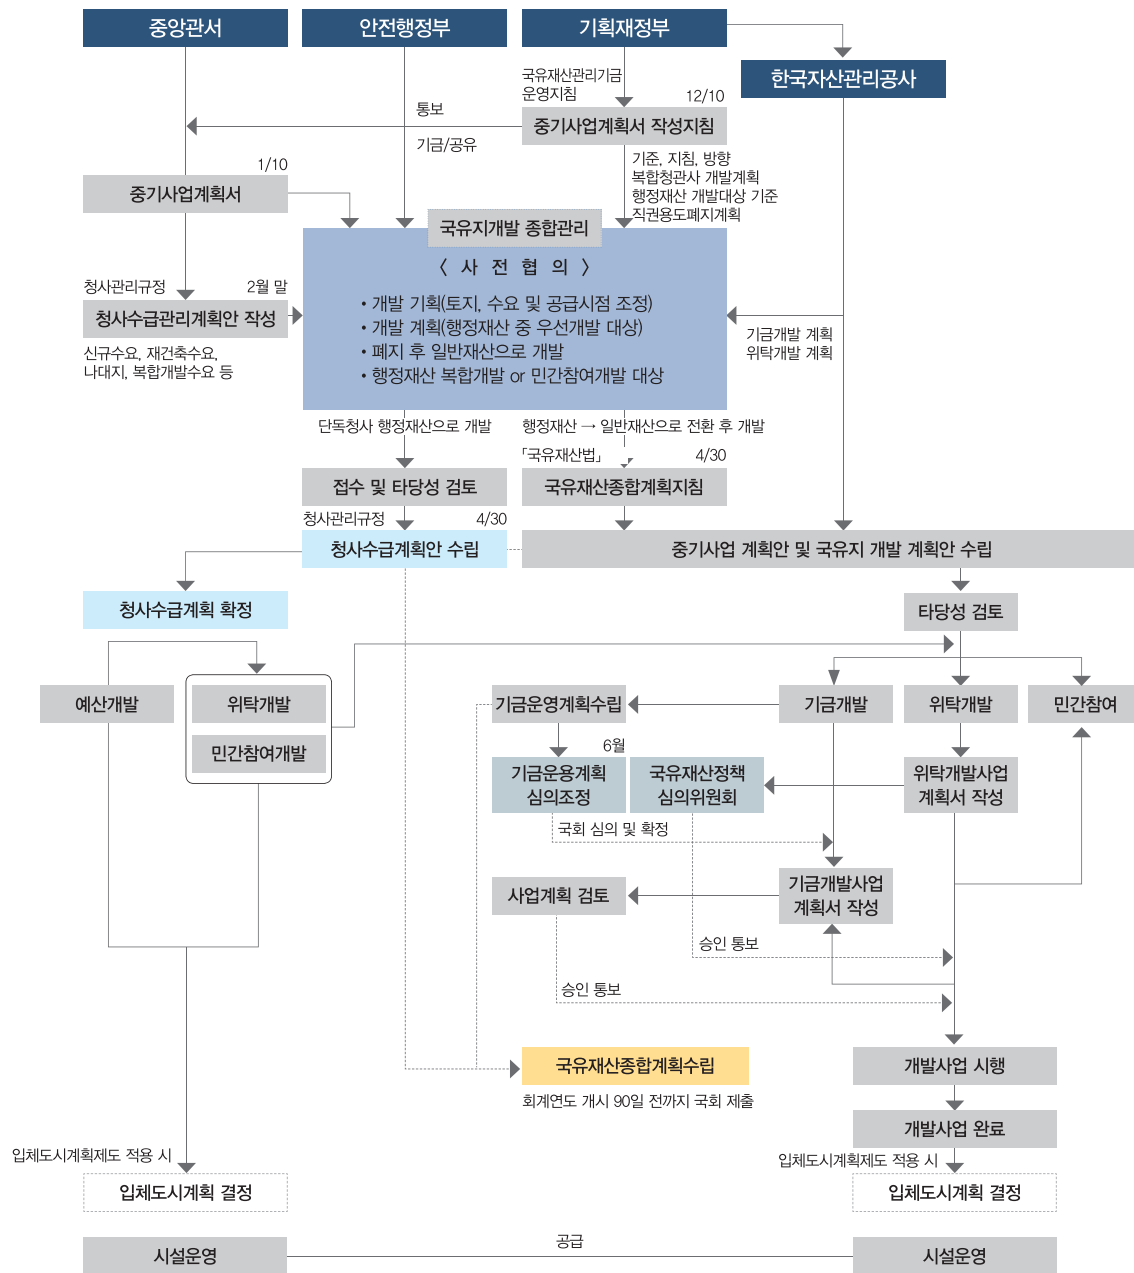 중앙관서
안전행정부
기획재정부
한국자산관리공사
국유재산관리기금
운영지침
12/10
통보
중기사업계획서 작성지침
기금/공유
1/10
중기사업계획서
기준, 지침, 방향
복합청관사 개발계획
행정재산 개발대상 기준
직권용도폐지계획
국유지개발 종합관리
〈 사 전 협 의 〉
• 개발 기획(토지, 수요 및 공급시점 조정)
• 개발 계획(행정재산 중 우선개발 대상)
• 폐지 후 일반재산으로 개발
• 행정재산 복합개발 or 민간참여개발 대상
청사관리규정
2월 말
청사수급관리계획안 작성
신규수요, 재건축수요,
나대지, 복합개발수요 등
기금개발 계획
위탁개발 계획
단독청사 행정재산으로 개발
행정재산 → 일반재산으로 전환 후 개발
「국유재산법」
4/30
접수 및 타당성 검토
국유재산종합계획지침
청사관리규정
4/30
청사수급계획안 수립
중기사업 계획안 및 국유지 개발 계획안 수립
청사수급계획 확정
타당성 검토
예산개발
위탁개발
민간참여개발
기금운영계획수립
기금개발
위탁개발
민간참여
6월
기금운용계획
심의조정
국유재산정책
심의위원회
위탁개발사업
계획서 작성
국회 심의 및 확정
사업계획 검토
기금개발사업
계획서 작성
승인 통보
승인 통보
국유재산종합계획수립
회계연도 개시 90일 전까지 국회 제출
개발사업 시행
개발사업 완료
입체도시계획제도 적용 시
입체도시계획제도 적용 시
입체도시계획 결정
입체도시계획 결정
시설운영
공급
시설운영